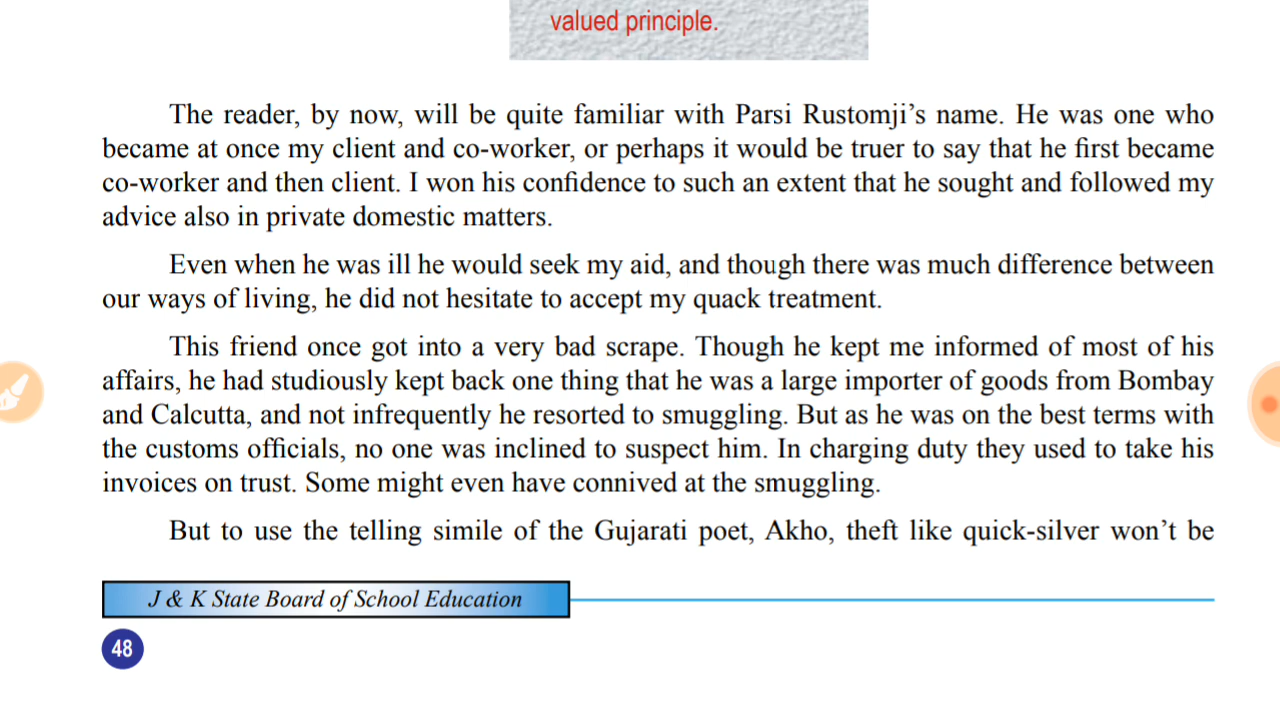 valued principle.
The reader, by now, will be quite familiar with Parsi Rustomji’s name. He was one who
became at once my client and co-worker, or perhaps it would be truer to say that he first became
co-worker and then client. I won his confidence to such an extent that he sought and followed my
advice also in private domestic matters.
Even when he was ill he would seek my aid, and though there was much difference between
our ways of living, he did not hesitate to accept my quack treatment.
This friend once got into a very bad scrape. Though he kept me informed of most of his
affairs, he had studiously kept back one thing that he was a large importer of goods from Bombay
and Calcutta, and not infrequently he resorted to smuggling. But as he was on the best terms with
the customs officials, no one was inclined to suspect him. In charging duty they used to take his
invoices on trust. Some might even have connived at the smuggling.
But to use the telling simile of the Gujarati poet, Akho, theft like quick-silver won’t be
J & K State Board of School Education
48